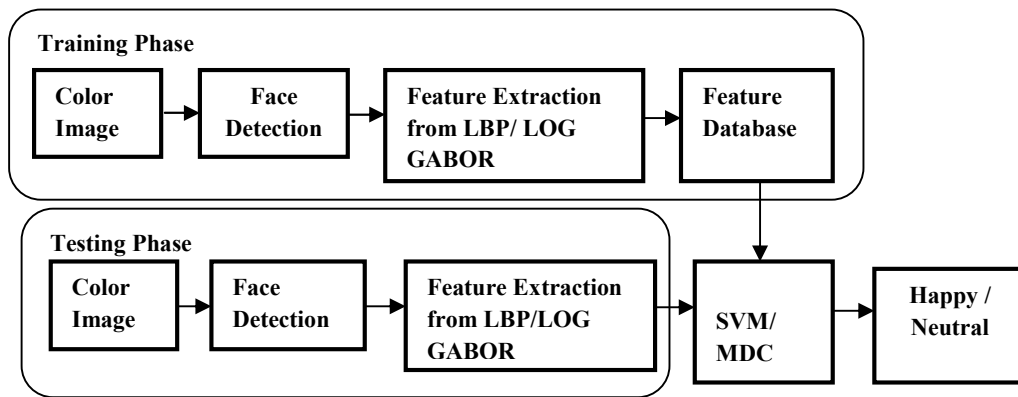 Training Phase
Color
Image
Face
Detection
Feature Extraction
from LBP/ LOG
GABOR
Feature
Database
Testing Phase
Color
Image
Face
Detection
Feature Extraction
from LBP/LOG
GABOR
SVM/
MDC
Happy /
Neutral